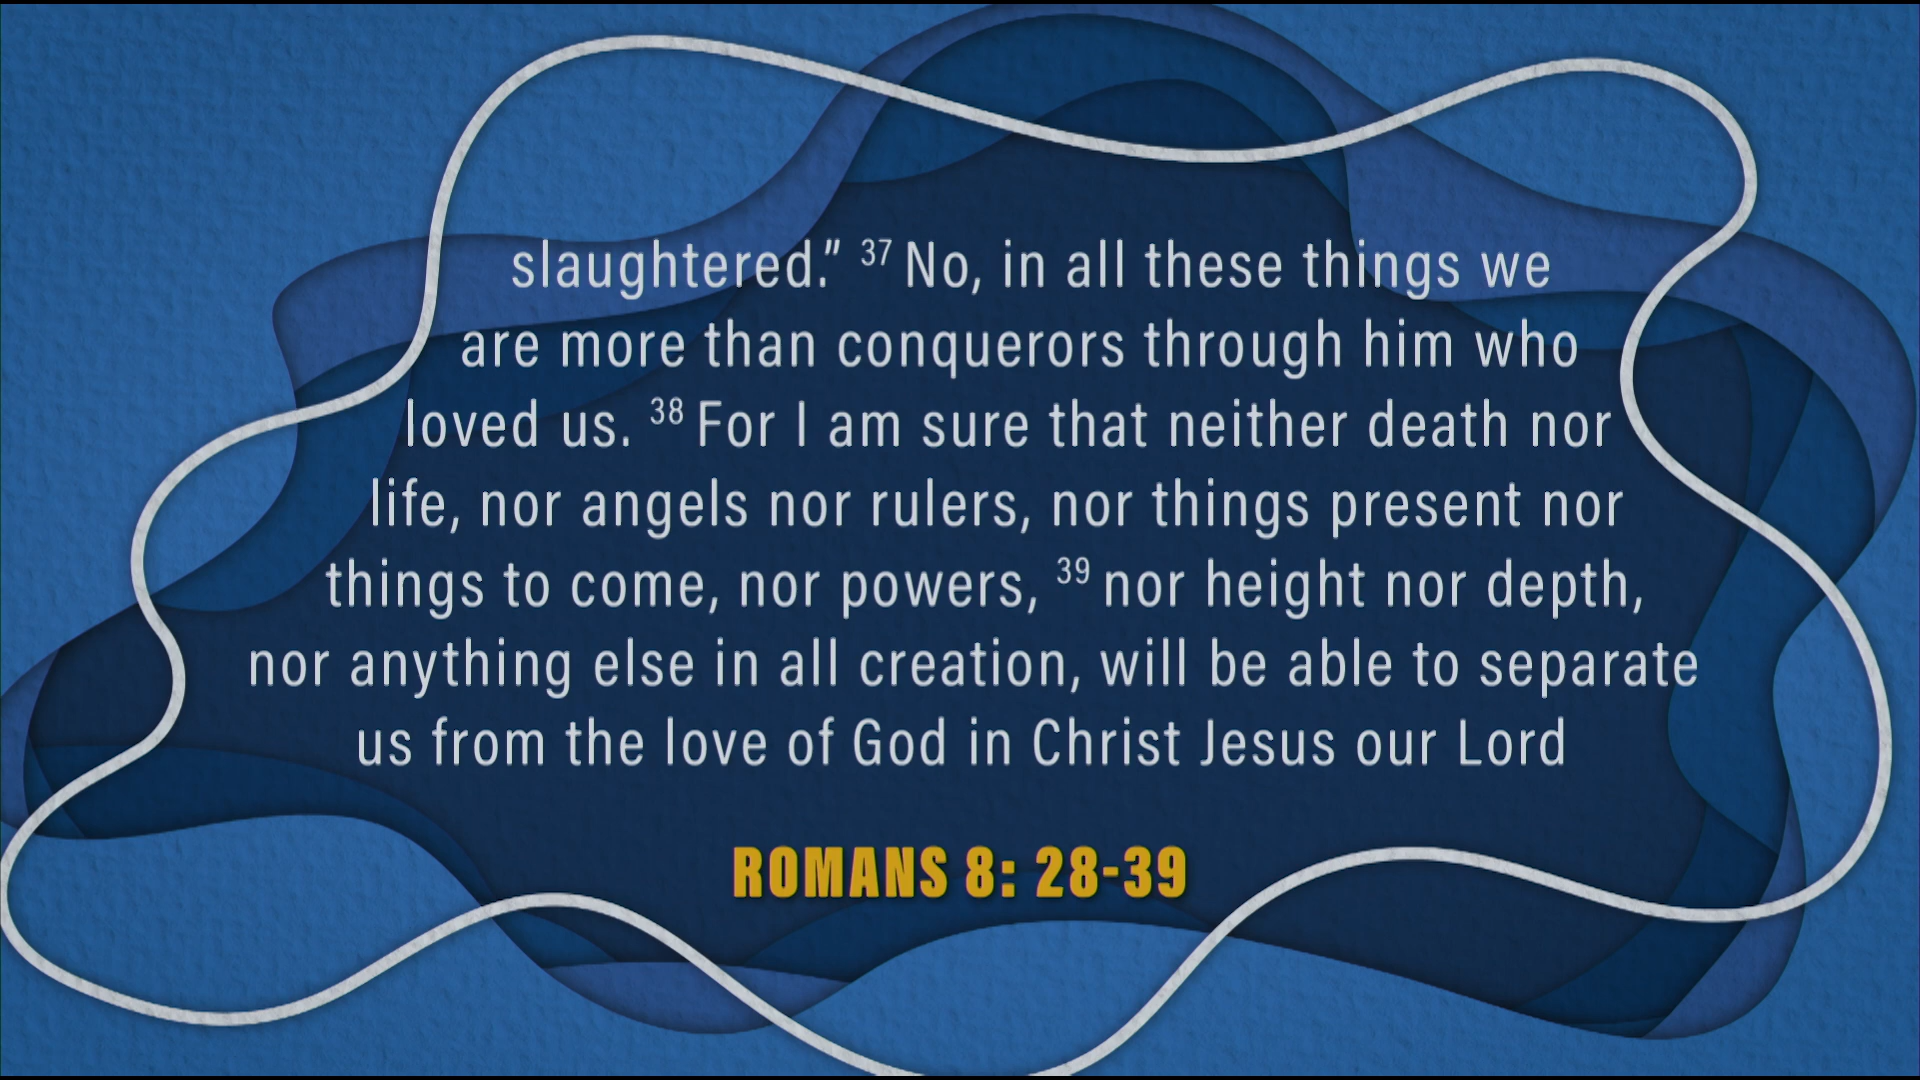 slaughtered.” 37 No, in all these things we
are more than conquerors through him who
loved us. 38 For I am sure that neither death nor
life, nor angels nor rulers, nor things present nor
things to come, nor powers, 39 nor height nor depth,
nor anything else in all creation, will be able to separate
us from the love of God in Christ Jesus our Lord
ROMANS 8: 28-39